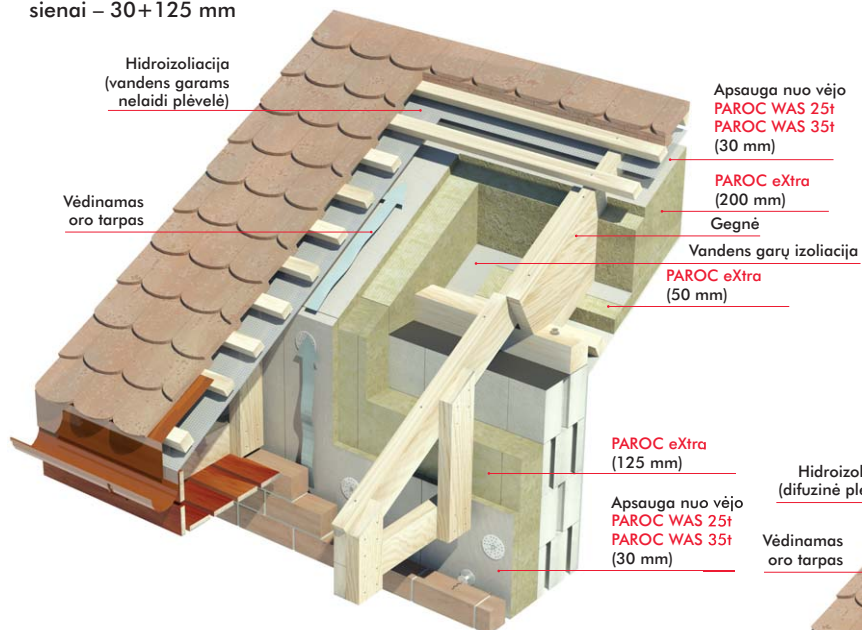 sienai – 30+125 mm
Hidroizoliacija
(vandens garams
nelaidi plėvelė)
Vėdinamas
oro tarpas
Apsauga nuo vėjo
PAROC WAS 25t
PAROC WAS 35t
(30 mm)
PAROC eXtra
(200 mm)
Gegnė
Vandens garų izoliacija
PAROC eXtra
(50 mm)
PAROC eXtra
(125 mm)
Apsauga nuo vėjo
PAROC WAS 25t
PAROC WAS 35t
(30 mm)
Vėdinamas
oro tarpas